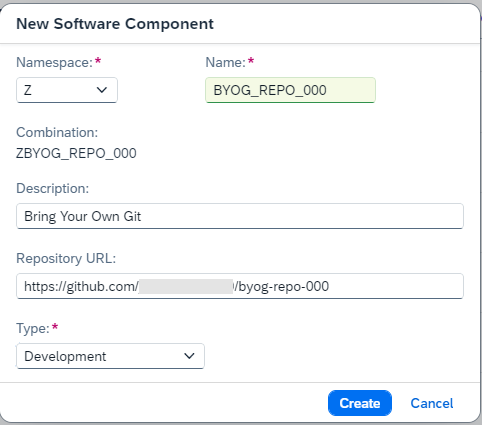 New Software Component
Namespace:* Name:*
Z BYOG_REPO_000
Combination:
ZBYOG_REPO_000
Description:
Bring Your Own Git
Repository URL:
https://github.com/ /byog-repo-000
Type:*
Development
Create Cancel